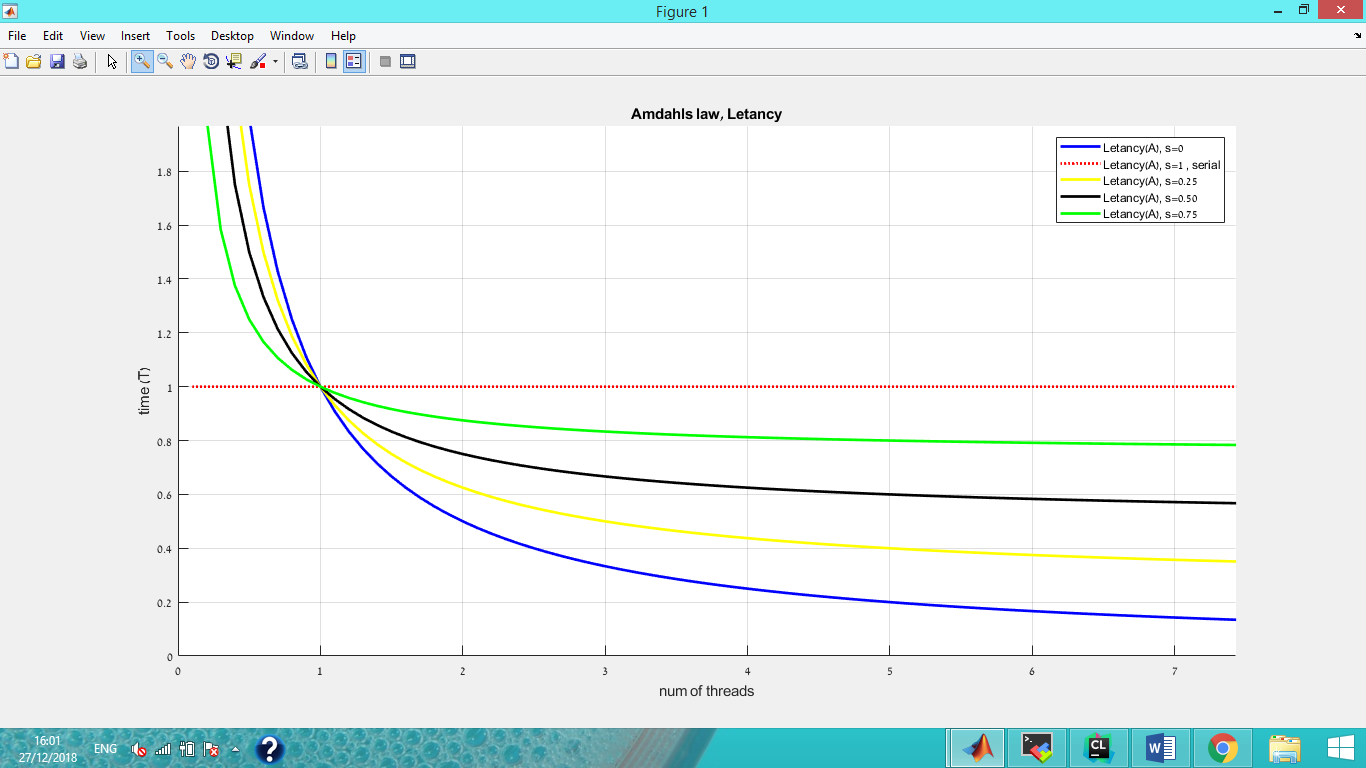 Figure 1
File Edit View Insert Tools Desktop Window Help
Amdahls law, Letancy
Letancy(A), s=0
Letancy(A), s=1 , serial
Letancy(A), s=0.25
Letancy(A), s=0.50
Letancy(A), s=0.75
1.8
1.6
1.4
1.2
1
0.8
0.6
0.4
0.2
0
time (T)
0 1 2 3 4 5 6 7
num of threads
16:01
27/12/2018
ENG
?
CL
W